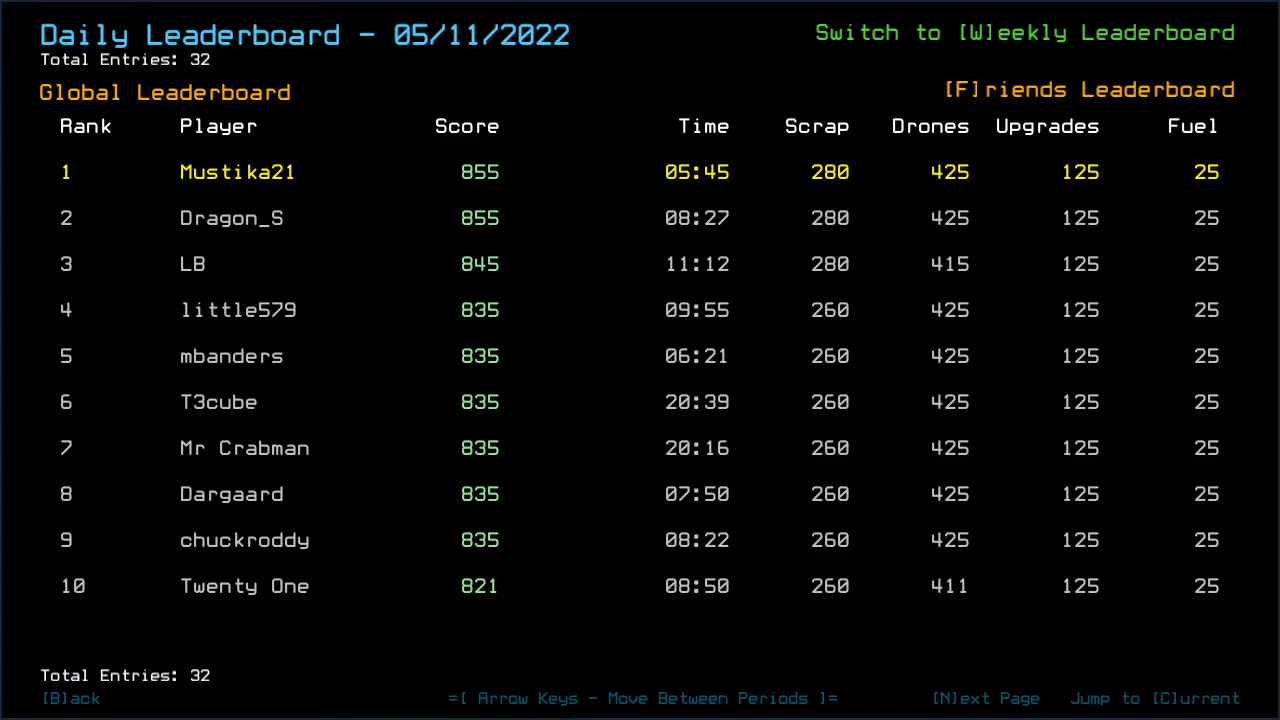 Daily Leaderboard - 05/11/2022 Switch to [W]eekly Leaderboard
Total Entries: 32
Global Leaderboard [F]riends Leaderboard
Rank Player Score Time Scrap Drones Upgrades Fuel
1 Mustika21 855 05:45 280 425 125 25
2 Dragon_S 855 08:27 280 425 125 25
3 LB 845 11:12 280 415 125 25
4 little579 835 09:55 260 425 125 25
5 mbanders 835 06:21 260 425 125 25
6 T3cube 835 20:39 260 425 125 25
7 Mr Crabman 835 20:16 260 425 125 25
8 Dargaard 835 07:50 260 425 125 25
9 chuckroddy 835 08:22 260 425 125 25
10 Twenty One 821 08:50 260 411 125 25
Total Entries: 32
[B]ack =[ Arrow Keys - Move Between Periods ]= [N]ext Page Jump to [C]urrent